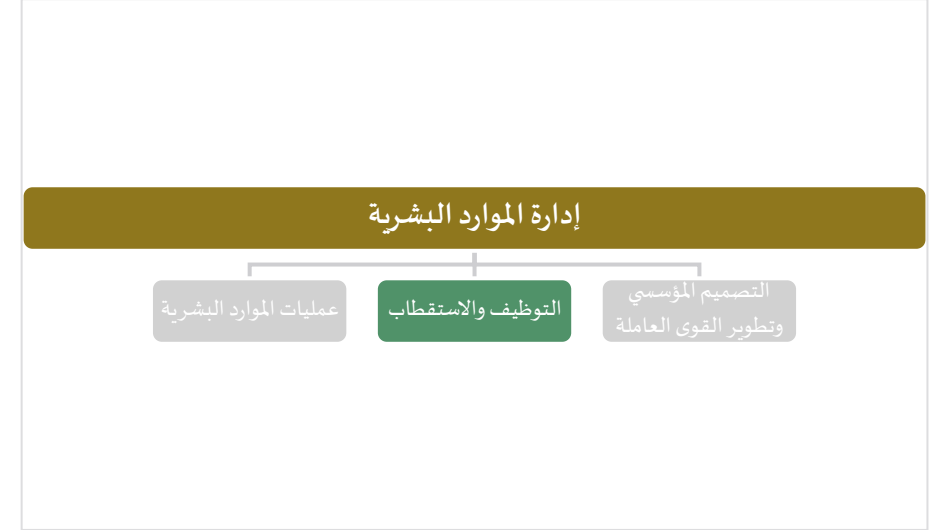 إدارة الموارد البشرية
التصميم المؤسسي
وتطوير القوى العاملة
التوظيف والاستقطاب
عمليات الموارد البشرية